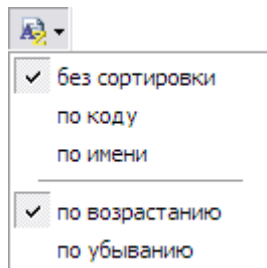 без сортировки
по коду
по имени
по возрастанию
по убыванию